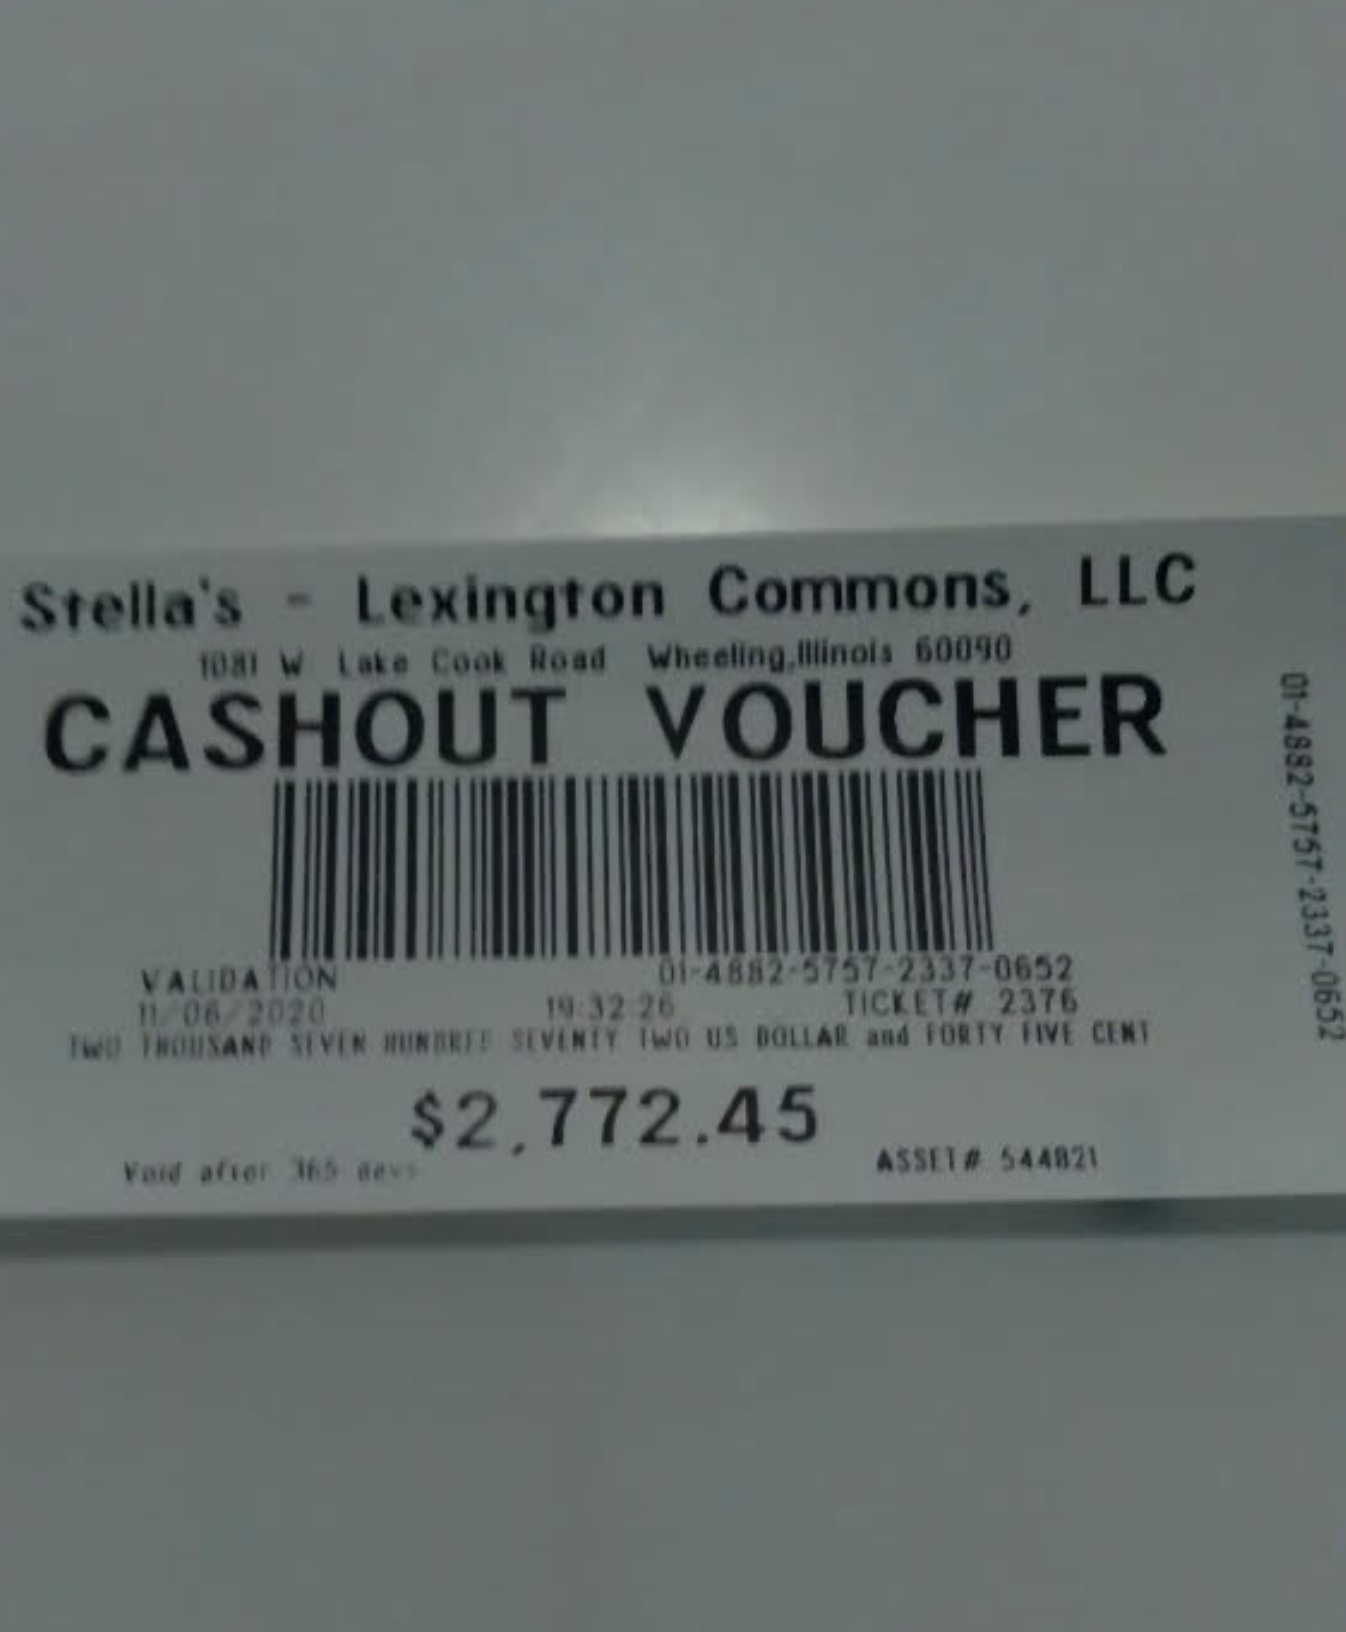 Stella's - Lexington Commons, LLC
1081 W Lake Cook Road Wheeling,Illinois 60090
CASHOUT VOUCHER
VALIDATION 01-4882-5757-2337-0652
11/06/2020 19:32:26 TICKET# 2376
TWO THOUSAND SEVEN HUNDRED SEVENTY TWO US DOLLAR and FORTY FIVE CENT
$2,772.45
Void after 365 days ASSET# 544821
01-4882-5757-2337-0652